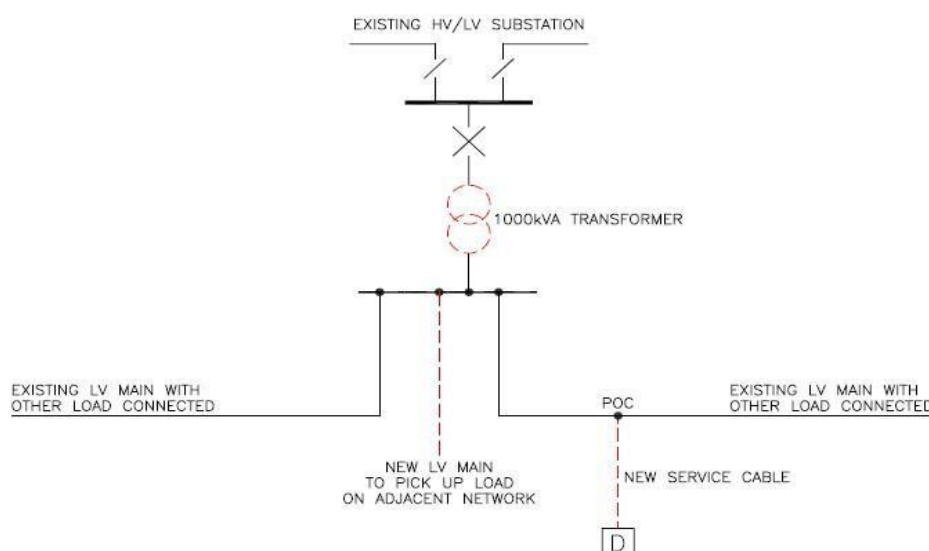 EXISTING HV/LV SUBSTATION
1000kVA TRANSFORMER
EXISTING LV MAIN WITH
OTHER LOAD CONNECTED
POC
EXISTING LV MAIN WITH
OTHER LOAD CONNECTED
NEW LV MAIN
TO PICK UP LOAD
ON ADJACENT NETWORK
NEW SERVICE CABLE
D